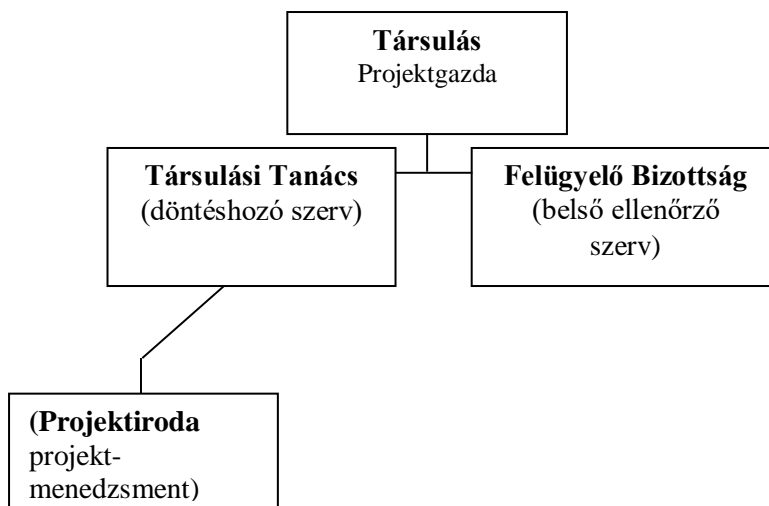 Társulás
Projektgazda
Társulási Tanács
(döntéshozó szerv)
Felügyelő Bizottság
(belső ellenőrző
szerv)
(Projektiroda
projekt-
menedzsment)